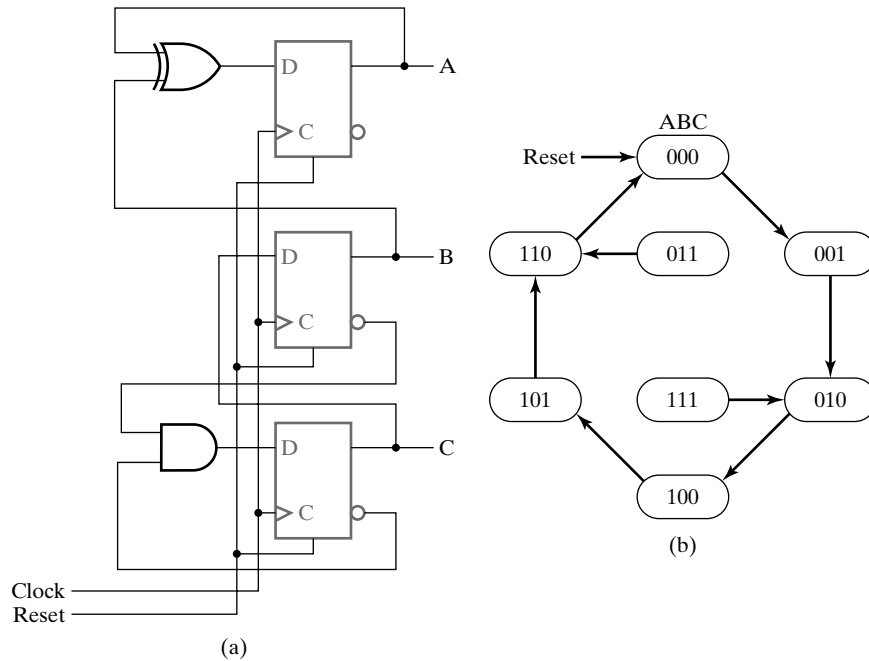 D
A
C
ABC
Reset
000
D
B
110
011
001
C
101
111
010
D
C
100
C
(b)
Clock
Reset
(a)